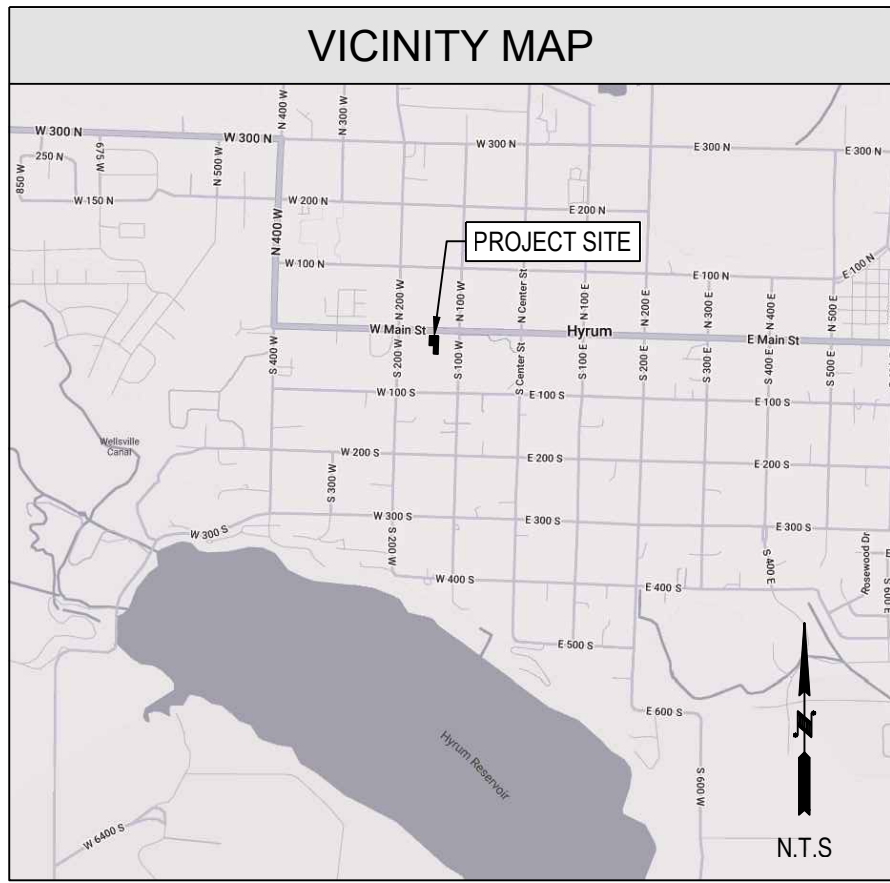 VICINITY MAP
W 300 N
W 300 N
N 400 W
N 300 W
W 300 N
E 300 N
E 300 N
250 N
675 W
850 W
N 500 W
W 150 N
W 200 N
E 200 N
N 400 W
PROJECT SITE
W 100 N
E 100 N
E 100 N
N 200 W
N 100 W
N Center St
N 100 E
N 200 E
N 300 E
N 400 E
N 500 E
W Main St
Hyrum
E Main St
S 400 W
S 200 W
S 100 W
S Center St
S 100 E
S 200 E
S 300 E
S 400 E
S 500 E
W 100 S
E 100 S
E 100 S
Wellsville
Canal
W 200 S
E 200 S
E 200 S
S 300 W
W 300 S
W 300 S
E 300 S
E 300 S
S 200 W
W 400 S
E 400 S
S 400 E
Rosewood Dr
S 600 E
E 500 S
E 600 S
Hyrum Reservoir
S 600 W
N
W 6400 S
N.T.S